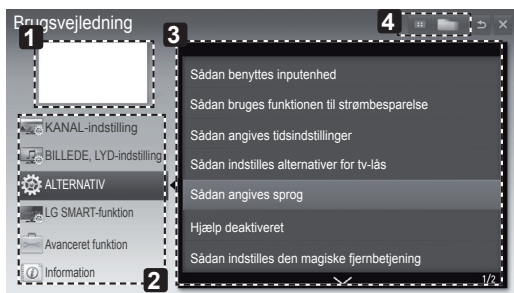 Brugsvejledning
1
3
4
Sådan benyttes inputenhed
Sådan bruges funktionen til strømbesparelse
Sådan angives tidsindstillinger
Sådan indstilles alternativer for tv-lås
Sådan angives sprog
Hjælp deaktiveret
Sådan indstilles den magiske fjernbetjening
1/2
KANAL-indstilling
BILLEDE, LYD-indstilling
ALTERNATIV
LG SMART-funktion
Avanceret funktion
Information
2